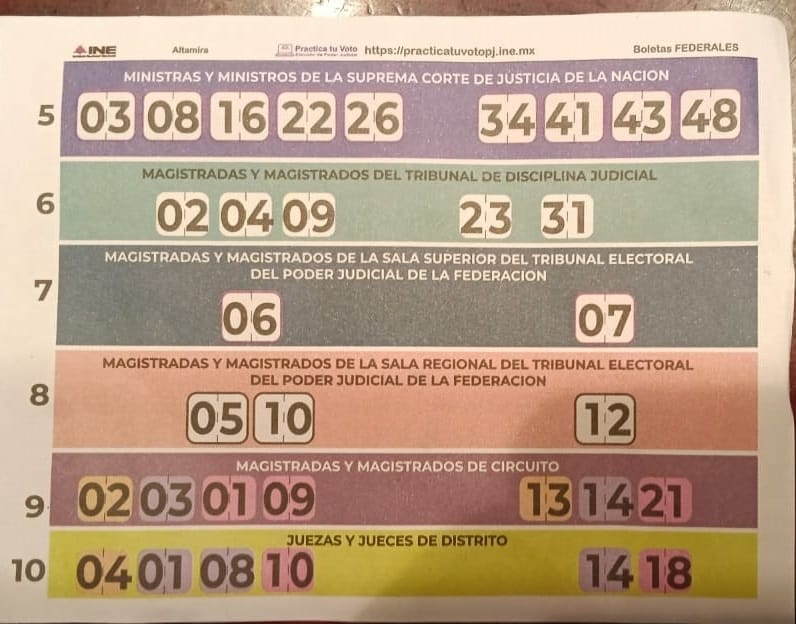 INE Altamira Practica tu Voto https://practicatuvotopj.ine.mx Boletas FEDERALES
MINISTRAS Y MINISTROS DE LA SUPREMA CORTE DE JUSTICIA DE LA NACION
5 03 08 16 22 26 34 41 43 48
MAGISTRADAS Y MAGISTRADOS DEL TRIBUNAL DE DISCIPLINA JUDICIAL
6 02 04 09 23 31
MAGISTRADAS Y MAGISTRADOS DE LA SALA SUPERIOR DEL TRIBUNAL ELECTORAL
DEL PODER JUDICIAL DE LA FEDERACION
7 06 07
MAGISTRADAS Y MAGISTRADOS DE LA SALA REGIONAL DEL TRIBUNAL ELECTORAL
DEL PODER JUDICIAL DE LA FEDERACION
8 05 10 12
MAGISTRADAS Y MAGISTRADOS DE CIRCUITO
9 02 03 01 09 13 14 21
JUEZAS Y JUECES DE DISTRITO
10 04 01 08 10 14 18